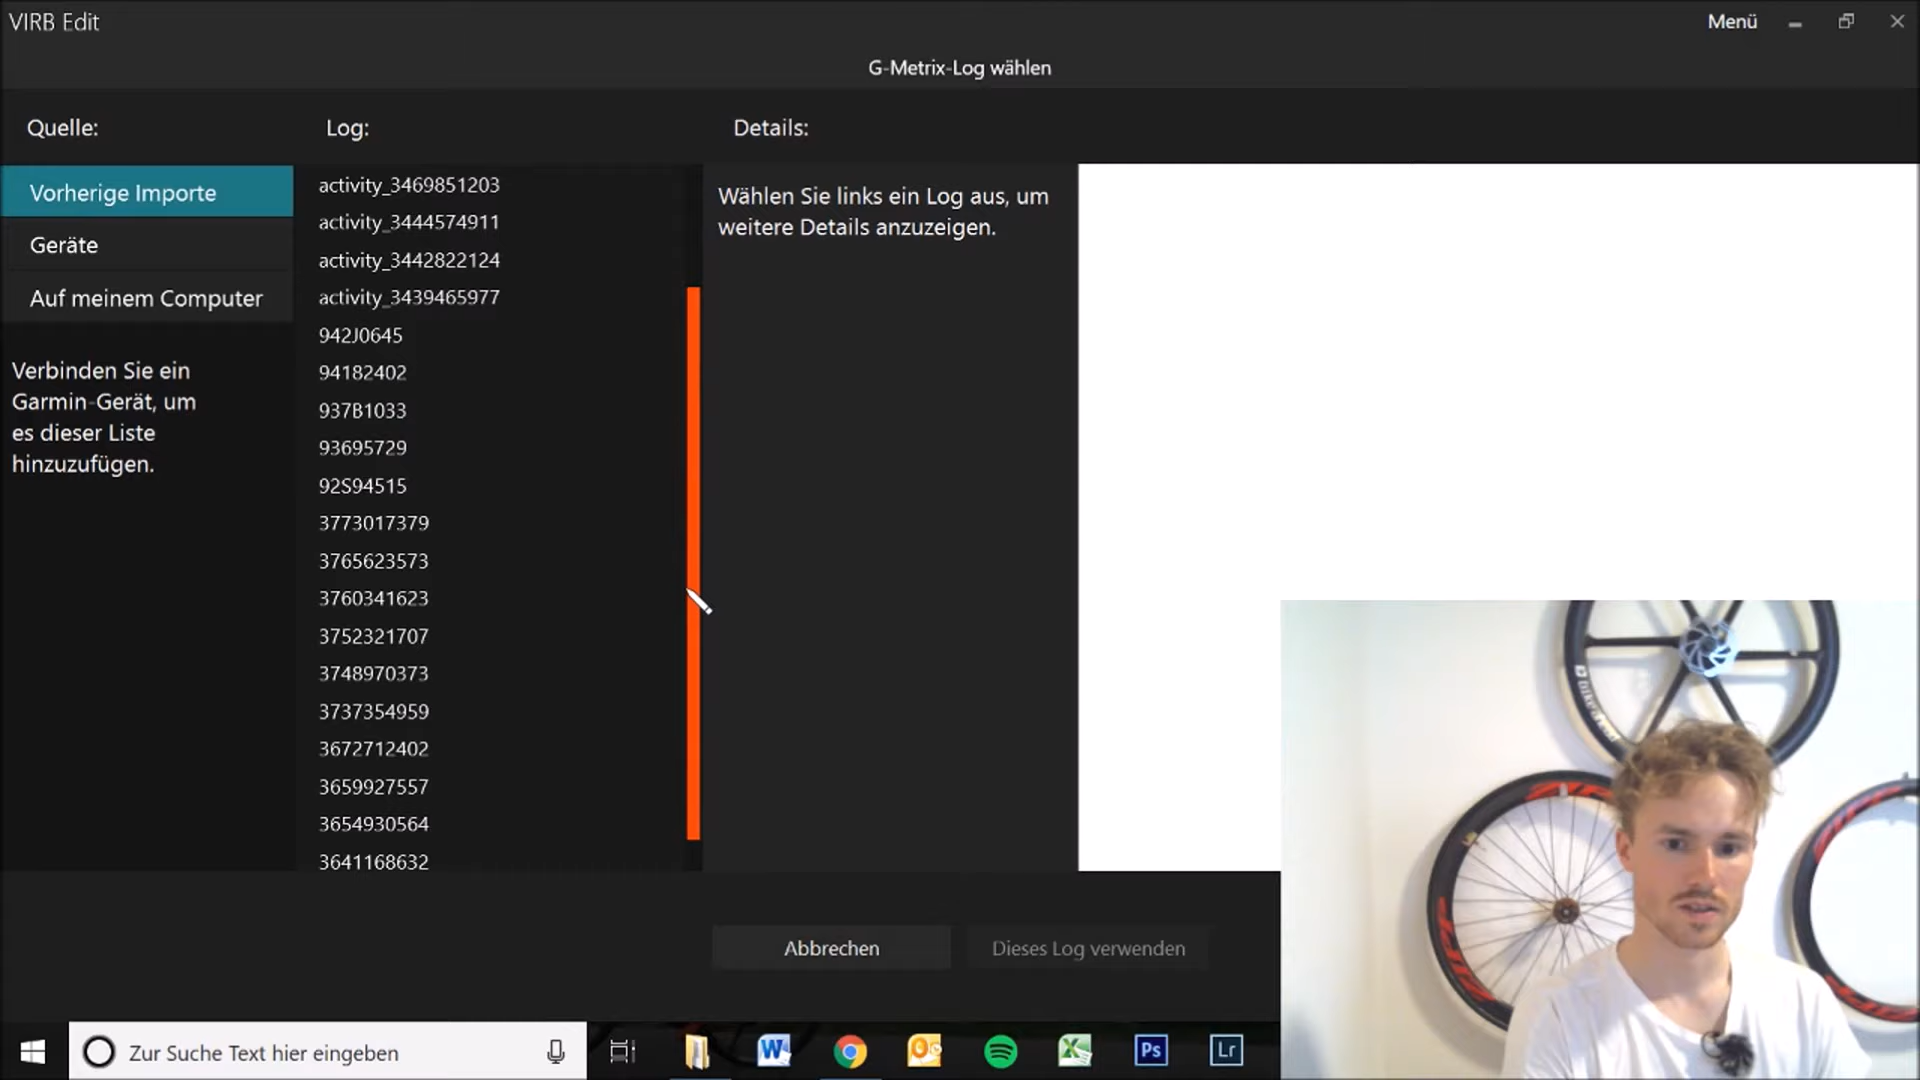 VIRB Edit
Menü
G-Metrix-Log wählen
Quelle:
Log:
Details:
Vorherige Importe
Geräte
Auf meinem Computer
Verbinden Sie ein
Garmin-Gerät, um
es dieser Liste
hinzuzufügen.
activity_3469851203
activity_3444574911
activity_3442822124
activity_3439465977
942J0645
94182402
937B1033
93695729
92S94515
3773017379
3765623573
3760341623
3752321707
3748970373
3737354959
3672712402
3659927557
3654930564
3641168632
Wählen Sie links ein Log aus, um
weitere Details anzuzeigen.
Abbrechen
Dieses Log verwenden
Zur Suche Text hier eingeben
W
Ps
Lr